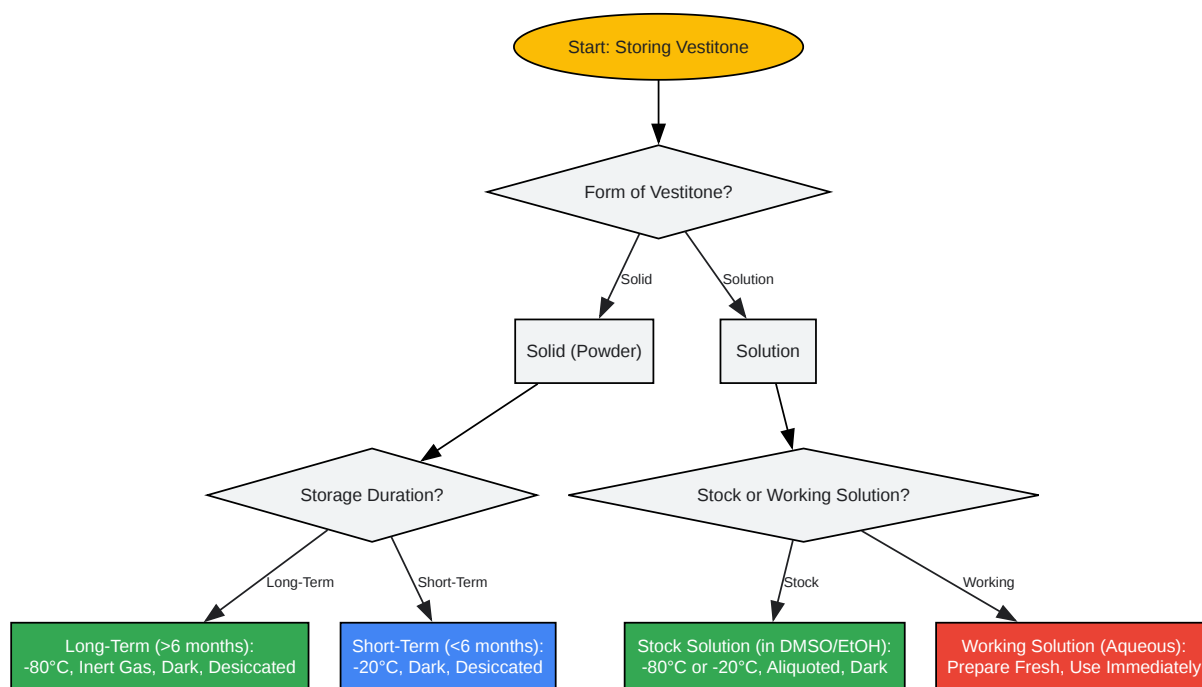 Start: Storing Vestitone
Form of Vestitone?
Solid
Solution
Solid (Powder)
Solution
Storage Duration?
Stock or Working Solution?
Long-Term
Short-Term
Stock
Working
Long-Term (>6 months):
-80°C, Inert Gas, Dark, Desiccated
Short-Term (<6 months):
-20°C, Dark, Desiccated
Stock Solution (in DMSO/EtOH):
-80°C or -20°C, Aliquoted, Dark
Working Solution (Aqueous):
Prepare Fresh, Use Immediately